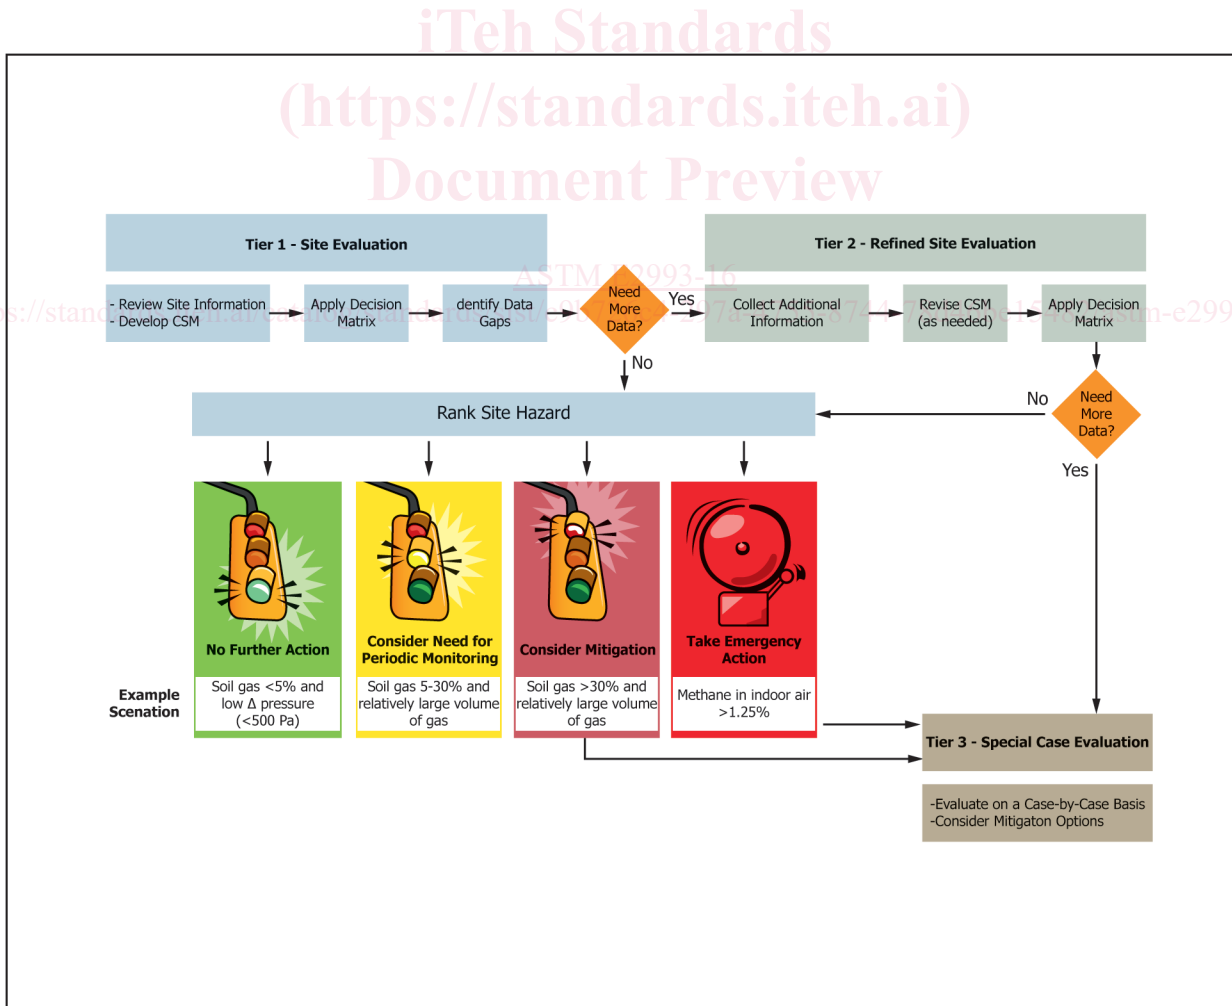 iTeh Standards
(https://standards.iteh.ai)
Document Preview
Tier 1 - Site Evaluation
Tier 2 - Refined Site Evaluation
ASTM E2993-16
- Review Site Information
- Develop CSM
Apply Decision
Matrix
dentify Data
Gaps
Need
More
Data?
Yes
Collect Additional
Information
Revise CSM
(as needed)
Apply Decision
Matrix
No
Rank Site Hazard
No
Need
More
Data?
Yes
No Further Action
Consider Need for
Periodic Monitoring
Consider Mitigation
Take Emergency
Action
Example
Scenation
Soil gas <5% and
low Δ pressure
(<500 Pa)
Soil gas 5-30% and
relatively large volume
of gas
Soil gas >30% and
relatively large volume
of gas
Methane in indoor air
>1.25%
Tier 3 - Special Case Evaluation
-Evaluate on a Case-by-Case Basis
-Consider Mitigaton Options